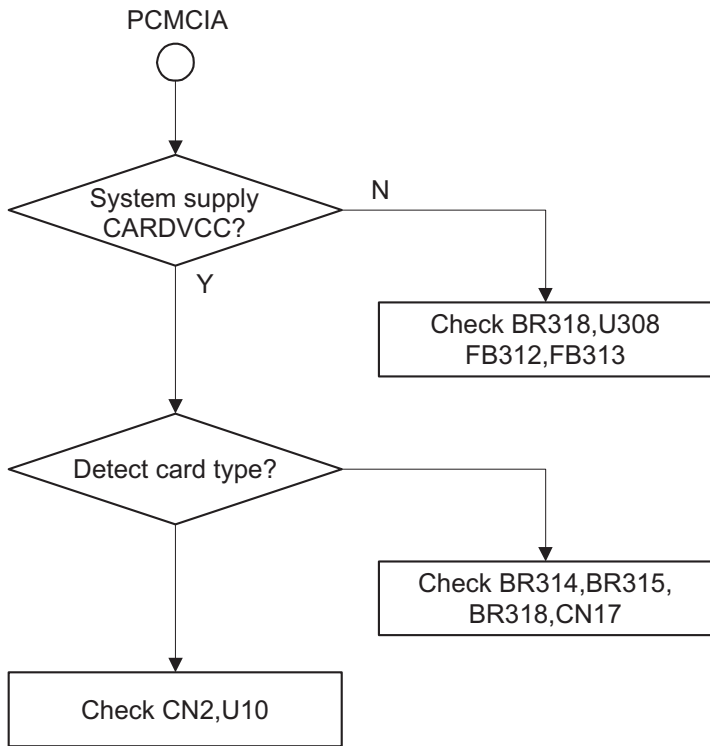 PCMCIA
System supply
CARDVCC?
N
Y
Check BR318,U308
FB312,FB313
Detect card type?
Check BR314,BR315,
BR318,CN17
Check CN2,U10